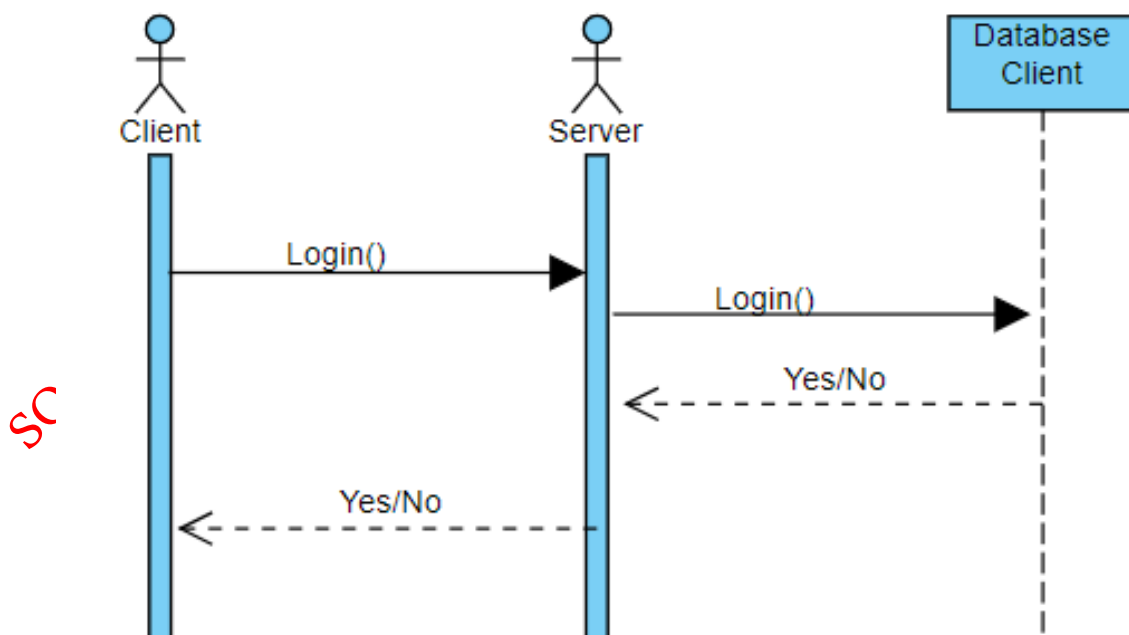 Database
Client
Client
Server
Login()
Login()
Yes/No
Yes/No